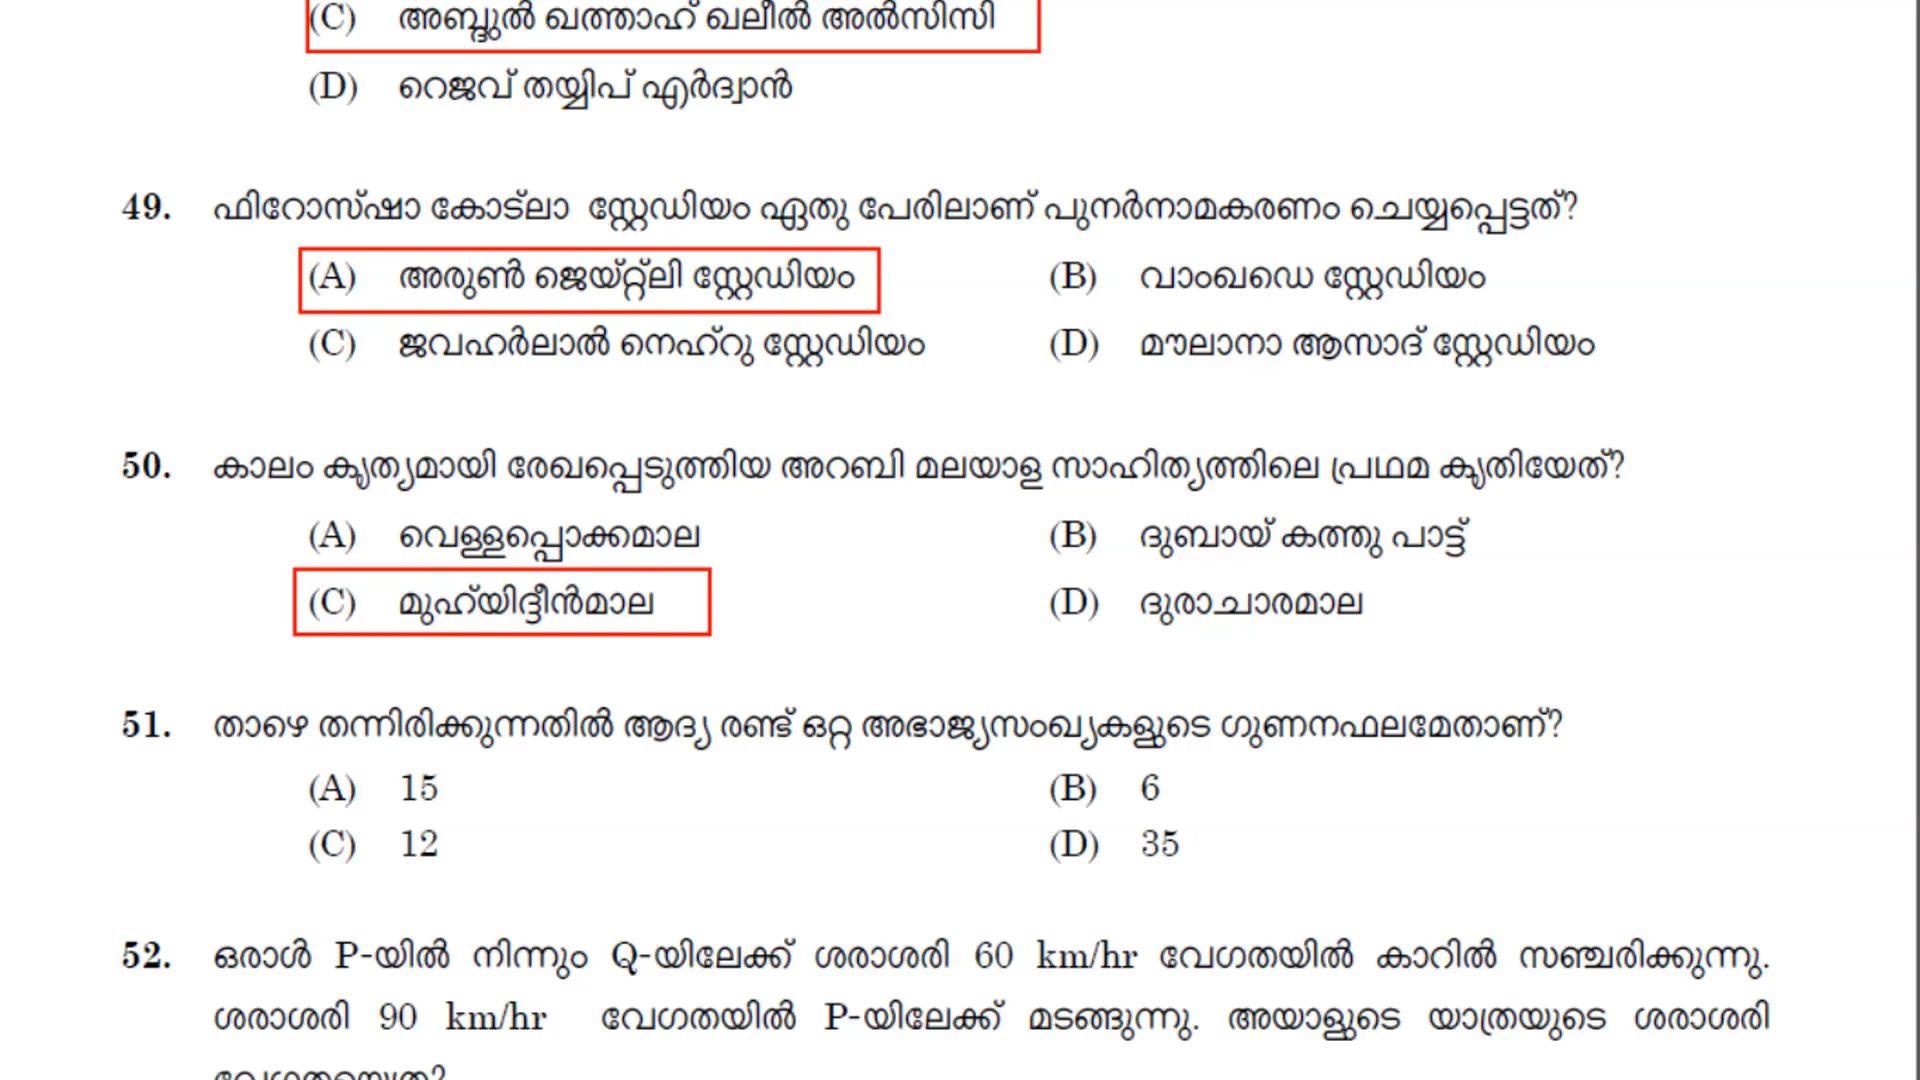 (C) അബ്ദുൽ ഖത്താഹ് ഖലീൽ അൽസിസി
(D) റെജവ് തയ്യിപ് എർദ്വാൻ
49. ഫിറോസ്ഷാ കോട്ലാ സ്റ്റേഡിയം ഏതു പേരിലാണ് പുനർനാമകരണം ചെയ്യപ്പെട്ടത്?
(A) അരുൺ ജെയ്റ്റ്ലി സ്റ്റേഡിയം (B) വാംഖഡെ സ്റ്റേഡിയം
(C) ജവഹർലാൽ നെഹ്റു സ്റ്റേഡിയം (D) മൗലാനാ ആസാദ് സ്റ്റേഡിയം
50. കാലം കൃത്യമായി രേഖപ്പെടുത്തിയ അറബി മലയാള സാഹിത്യത്തിലെ പ്രഥമ കൃതിയേത്?
(A) വെള്ളപ്പൊക്കമാല (B) ദുബായ് കത്തു പാട്ട്
(C) മുഹ്‌യിദ്ദീൻമാല (D) ദുരാചാരമാല
51. താഴെ തന്നിരിക്കുന്നതിൽ ആദ്യ രണ്ട് ഒറ്റ അഭാജ്യസംഖ്യകളുടെ ഗുണനഫലമേതാണ്?
(A) 15 (B) 6
(C) 12 (D) 35
52. ഒരാൾ P-യിൽ നിന്നും Q-യിലേക്ക് ശരാശരി 60 km/hr വേഗതയിൽ കാറിൽ സഞ്ചരിക്കുന്നു.
ശരാശരി 90 km/hr വേഗതയിൽ P-യിലേക്ക് മടങ്ങുന്നു. അയാളുടെ യാത്രയുടെ ശരാശരി
വേഗതയെത്ര?